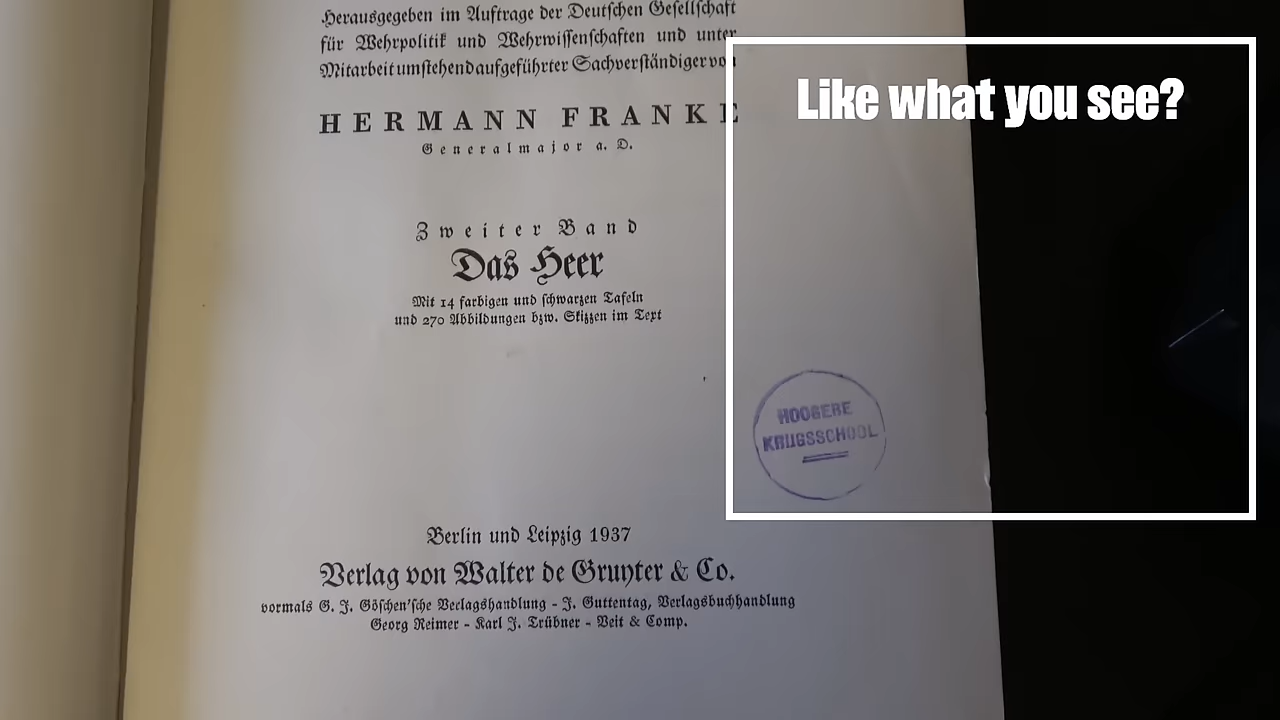 Herausgegeben im Auftrage der Deutschen Gesellschaft
für Wehrpolitik und Wehrwissenschaften und unter
Mitarbeit umstehend aufgeführter Sachverständiger von
HERMANN FRANKE
Generalmajor a. D.
Zweiter Band
Das Heer
Mit 14 farbigen und schwarzen Tafeln
und 270 Abbildungen bzw. Skizzen im Text
Like what you see?
HOOGERE
KRIJGSSCHOOL
Berlin und Leipzig 1937
Verlag von Walter de Gruyter & Co.
vormals G. J. Göschen'sche Verlagshandlung - J. Guttentag, Verlagsbuchhandlung
Georg Reimer - Karl J. Trübner - Veit & Comp.